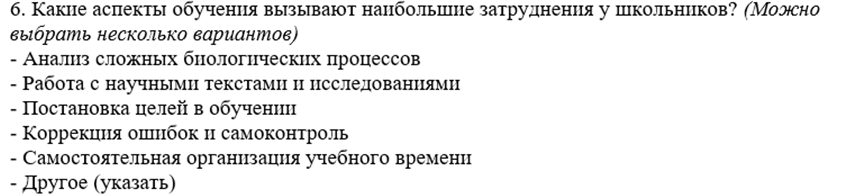 6. Какие аспекты обучения вызывают наибольшие затруднения у школьников? (Можно
выбрать несколько вариантов)
- Анализ сложных биологических процессов
- Работа с научными текстами и исследованиями
- Постановка целей в обучении
- Коррекция ошибок и самоконтроль
- Самостоятельная организация учебного времени
- Другое (указать)